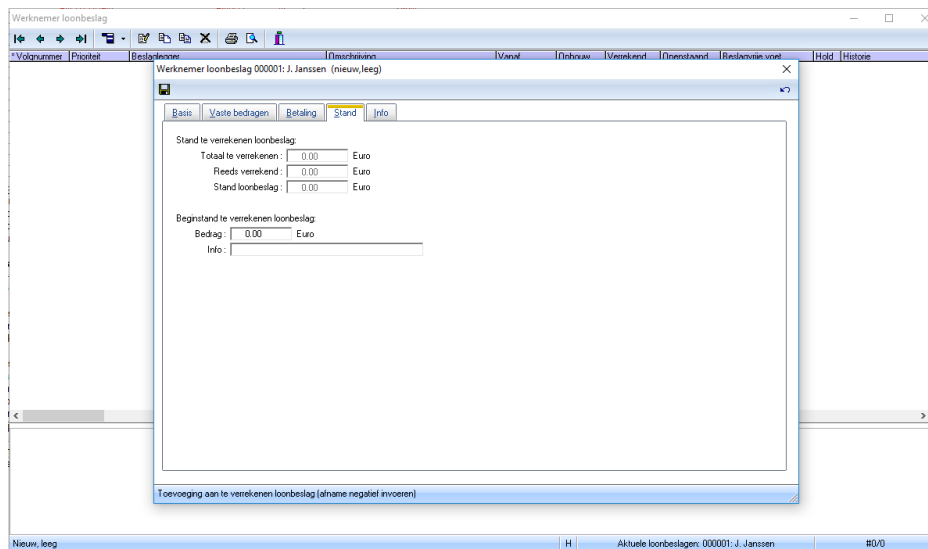 Werknemer loonbeslag
* Volgnummer Prioriteit Beslaglegger Omschrijving Vanaf Opbouw Verrekend Openstaand Beslagvrije voet Hold Historie
Werknemer loonbeslag 000001: J. Janssen (nieuw,leeg)
Basis Vaste bedragen Betaling Stand Info
Stand te verrekenen loonbeslag:
Totaal te verrekenen : 0.00 Euro
Reeds verrekend : 0.00 Euro
Stand loonbeslag : 0.00 Euro
Beginstand te verrekenen loonbeslag:
Bedrag : 0.00 Euro
Info :
Toevoeging aan te verrekenen loonbeslag (afname negatief invoeren)
Nieuw, leeg H Aktuele loonbeslagen: 000001: J. Janssen #0/0